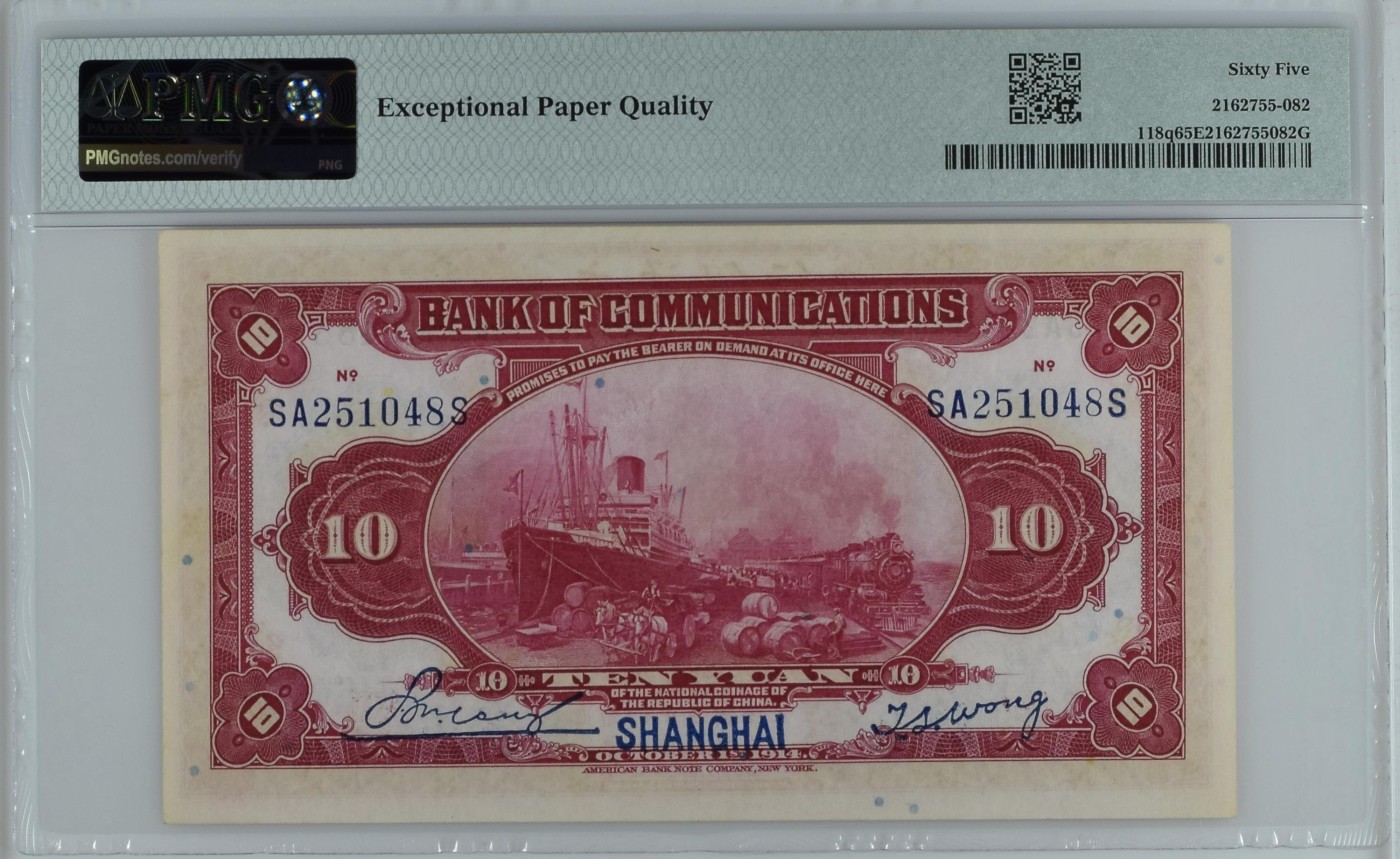 PMG
PMGnotes.com/verify
PNG
Exceptional Paper Quality
Sixty Five
2162755-082
118q65E2162755082G
10
BANK OF COMMUNICATIONS
10
PROMISES TO PAY THE BEARER ON DEMAND AT ITS OFFICE HERE
Nº
Nº
SA251048S
SA251048S
10
10
10
TEN YUAN
10
OF THE NATIONAL COINAGE OF
THE REPUBLIC OF CHINA.
10
T.S. Wong
10
SHANGHAI
OCTOBER 1ST 1914.
AMERICAN BANK NOTE COMPANY, NEW YORK.